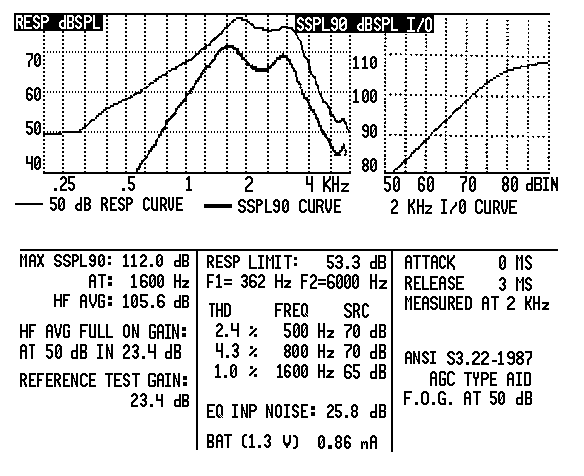 RESP dBSPL
SSPL90 dBSPL I/O
70
60
50
40
110
100
90
80
.25 .5 1 2 4 KHz
50 60 70 80 dBIN
50 dB RESP CURVE SSPL90 CURVE
2 KHz I/O CURVE
MAX SSPL90: 112.0 dB
AT: 1600 Hz
HF AVG: 105.6 dB
HF AVG FULL ON GAIN:
AT 50 dB IN 23.4 dB
REFERENCE TEST GAIN:
23.4 dB
RESP LIMIT: 53.3 dB
F1= 362 Hz F2=6000 Hz
THD FREQ SRC
2.4 % 500 Hz 70 dB
4.3 % 800 Hz 70 dB
1.0 % 1600 Hz 65 dB
EQ INP NOISE: 25.8 dB
BAT (1.3 V) 0.86 mA
ATTACK 0 MS
RELEASE 3 MS
MEASURED AT 2 KHz
ANSI S3.22-1987
AGC TYPE AID
F.O.G. AT 50 dB